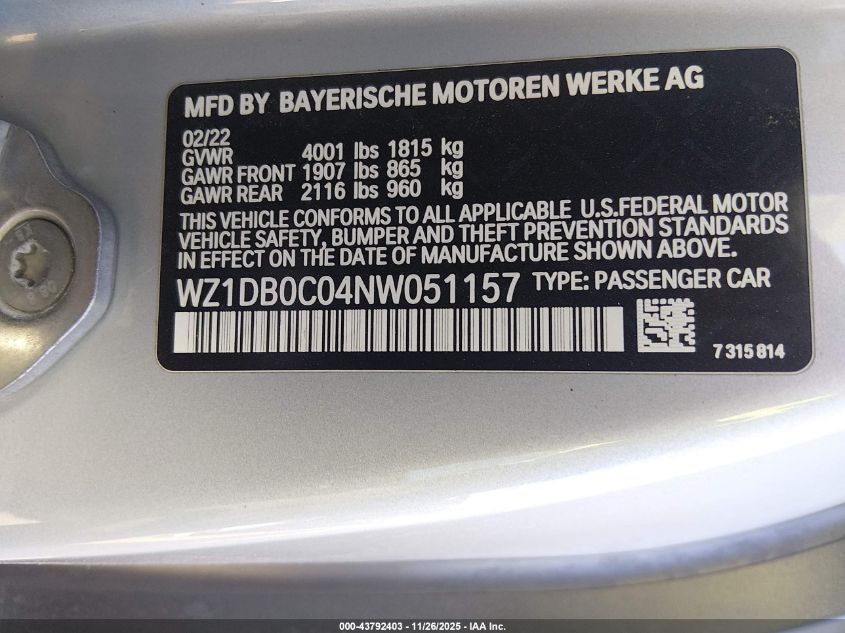 MFD BY BAYERISCHE MOTOREN WERKE AG
02/22
GVWR 4001 lbs 1815 kg
GAWR FRONT 1907 lbs 865 kg
GAWR REAR 2116 lbs 960 kg
THIS VEHICLE CONFORMS TO ALL APPLICABLE U.S.FEDERAL MOTOR
VEHICLE SAFETY, BUMPER AND THEFT PREVENTION STANDARDS
IN EFFECT ON THE DATE OF MANUFACTURE SHOWN ABOVE.
WZ1DB0C04NW051157 TYPE: PASSENGER CAR
7 315 814
000-43792403 - 11/26/2025 - IAA Inc.